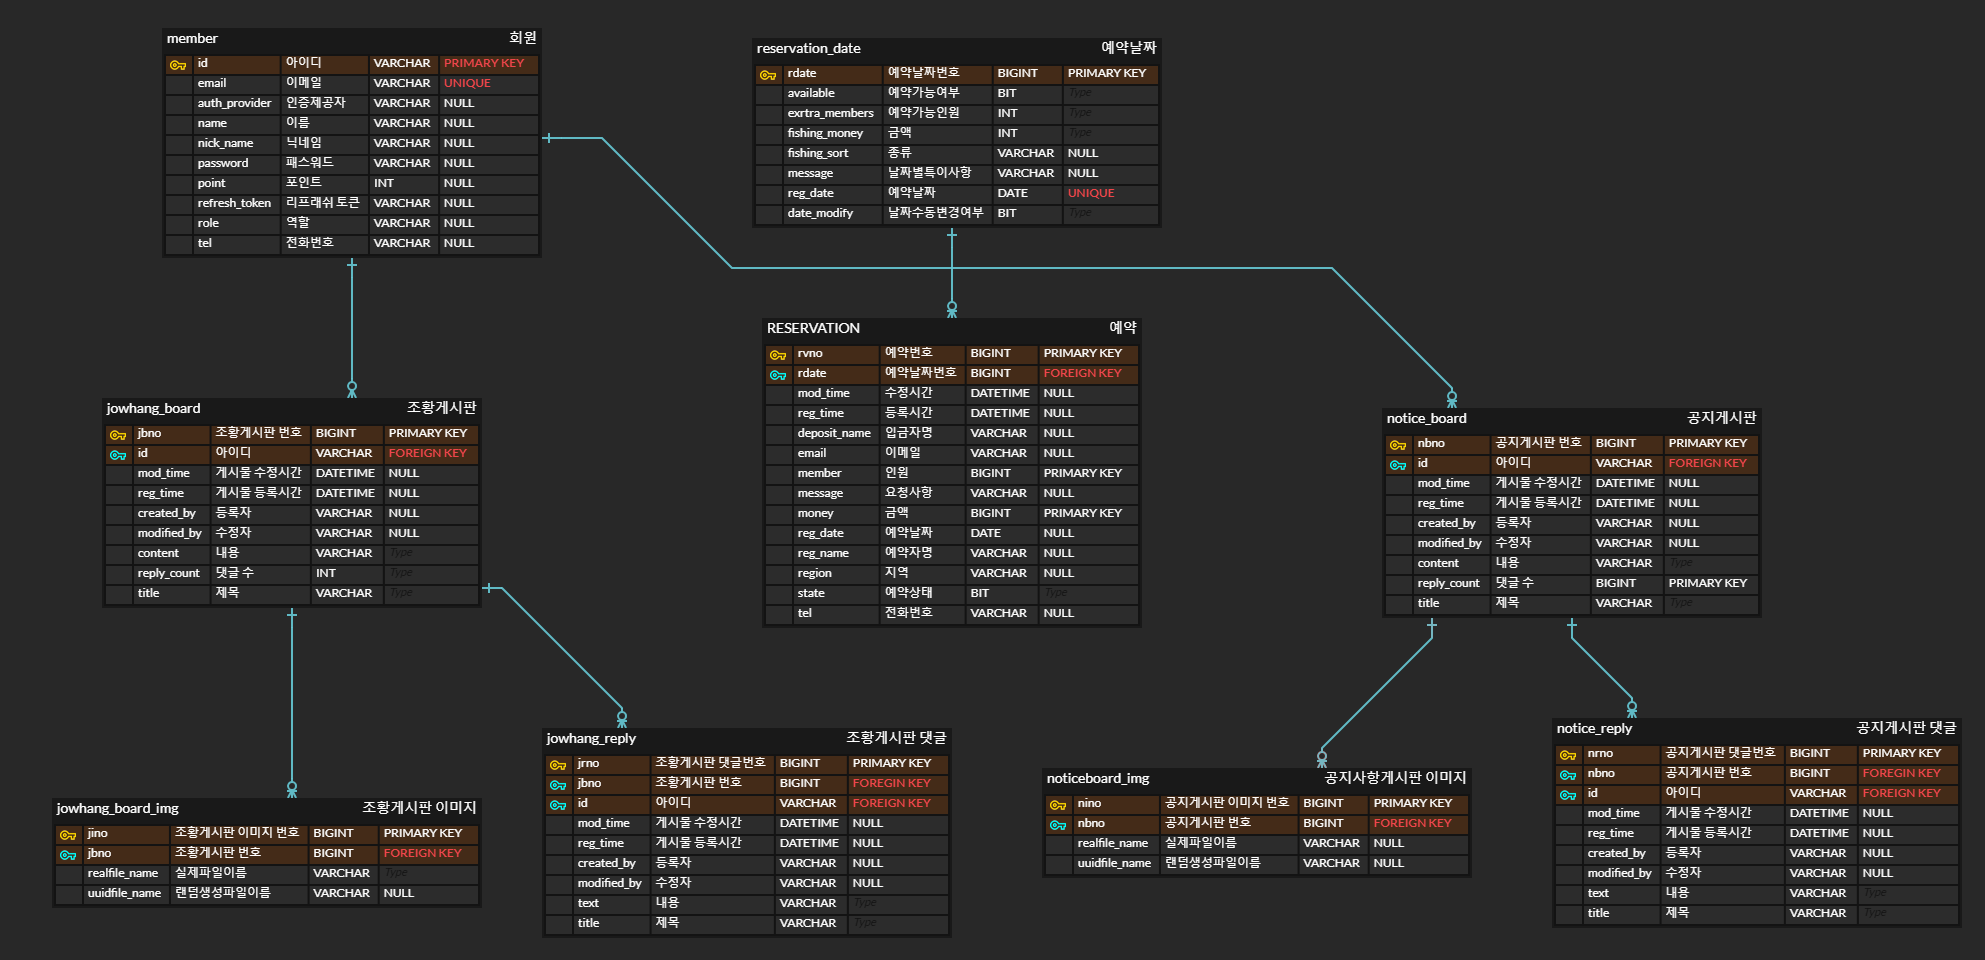 member 회원
id 아이디 VARCHAR PRIMARY KEY
email 이메일 VARCHAR UNIQUE
auth_provider 인증제공자 VARCHAR NULL
name 이름 VARCHAR NULL
nick_name 닉네임 VARCHAR NULL
password 패스워드 VARCHAR NULL
point 포인트 INT NULL
refresh_token 리프래쉬 토큰 VARCHAR NULL
role 역할 VARCHAR NULL
tel 전화번호 VARCHAR NULL
reservation_date 예약날짜
rdate 예약날짜번호 BIGINT PRIMARY KEY
available 예약가능여부 BIT Type
exrtra_members 예약가능인원 INT Type
fishing_money 금액 INT Type
fishing_sort 종류 VARCHAR NULL
message 날짜별특이사항 VARCHAR NULL
reg_date 예약날짜 DATE UNIQUE
date_modify 날짜수동변경여부 BIT Type
RESERVATION 예약
rvno 예약번호 BIGINT PRIMARY KEY
rdate 예약날짜번호 BIGINT FOREIGN KEY
mod_time 수정시간 DATETIME NULL
reg_time 등록시간 DATETIME NULL
deposit_name 입금자명 VARCHAR NULL
email 이메일 VARCHAR NULL
member 인원 BIGINT PRIMARY KEY
message 요청사항 VARCHAR NULL
money 금액 BIGINT PRIMARY KEY
reg_date 예약날짜 DATE NULL
reg_name 예약자명 VARCHAR NULL
region 지역 VARCHAR NULL
state 예약상태 BIT Type
tel 전화번호 VARCHAR NULL
jowhang_board 조황게시판
jbno 조황게시판 번호 BIGINT PRIMARY KEY
id 아이디 VARCHAR FOREIGN KEY
mod_time 게시물 수정시간 DATETIME NULL
reg_time 게시물 등록시간 DATETIME NULL
created_by 등록자 VARCHAR NULL
modified_by 수정자 VARCHAR NULL
content 내용 VARCHAR Type
reply_count 댓글 수 INT Type
title 제목 VARCHAR Type
notice_board 공지게시판
nbno 공지게시판 번호 BIGINT PRIMARY KEY
id 아이디 VARCHAR FOREIGN KEY
mod_time 게시물 수정시간 DATETIME NULL
reg_time 게시물 등록시간 DATETIME NULL
created_by 등록자 VARCHAR NULL
modified_by 수정자 VARCHAR NULL
content 내용 VARCHAR Type
reply_count 댓글 수 BIGINT PRIMARY KEY
title 제목 VARCHAR Type
jowhang_board_img 조황게시판 이미지
jino 조황게시판 이미지 번호 BIGINT PRIMARY KEY
jbno 조황게시판 번호 BIGINT FOREIGN KEY
realfile_name 실제파일이름 VARCHAR Type
uuidfile_name 랜덤생성파일이름 VARCHAR NULL
jowhang_reply 조황게시판 댓글
jrno 조황게시판 댓글번호 BIGINT PRIMARY KEY
jbno 조황게시판 번호 BIGINT FOREGIN KEY
id 아이디 VARCHAR FOREIGN KEY
mod_time 게시물 수정시간 DATETIME NULL
reg_time 게시물 등록시간 DATETIME NULL
created_by 등록자 VARCHAR NULL
modified_by 수정자 VARCHAR NULL
text 내용 VARCHAR Type
title 제목 VARCHAR Type
noticeboard_img 공지사항게시판 이미지
nino 공지게시판 이미지 번호 BIGINT PRIMARY KEY
nbno 공지게시판 번호 BIGINT FOREIGN KEY
realfile_name 실제파일이름 VARCHAR NULL
uuidfile_name 랜덤생성파일이름 VARCHAR NULL
notice_reply 공지게시판 댓글
nrno 공지게시판 댓글번호 BIGINT PRIMARY KEY
nbno 공지게시판 번호 BIGINT FOREGIN KEY
id 아이디 VARCHAR FOREIGN KEY
mod_time 게시물 수정시간 DATETIME NULL
reg_time 게시물 등록시간 DATETIME NULL
created_by 등록자 VARCHAR NULL
modified_by 수정자 VARCHAR NULL
text 내용 VARCHAR Type
title 제목 VARCHAR Type